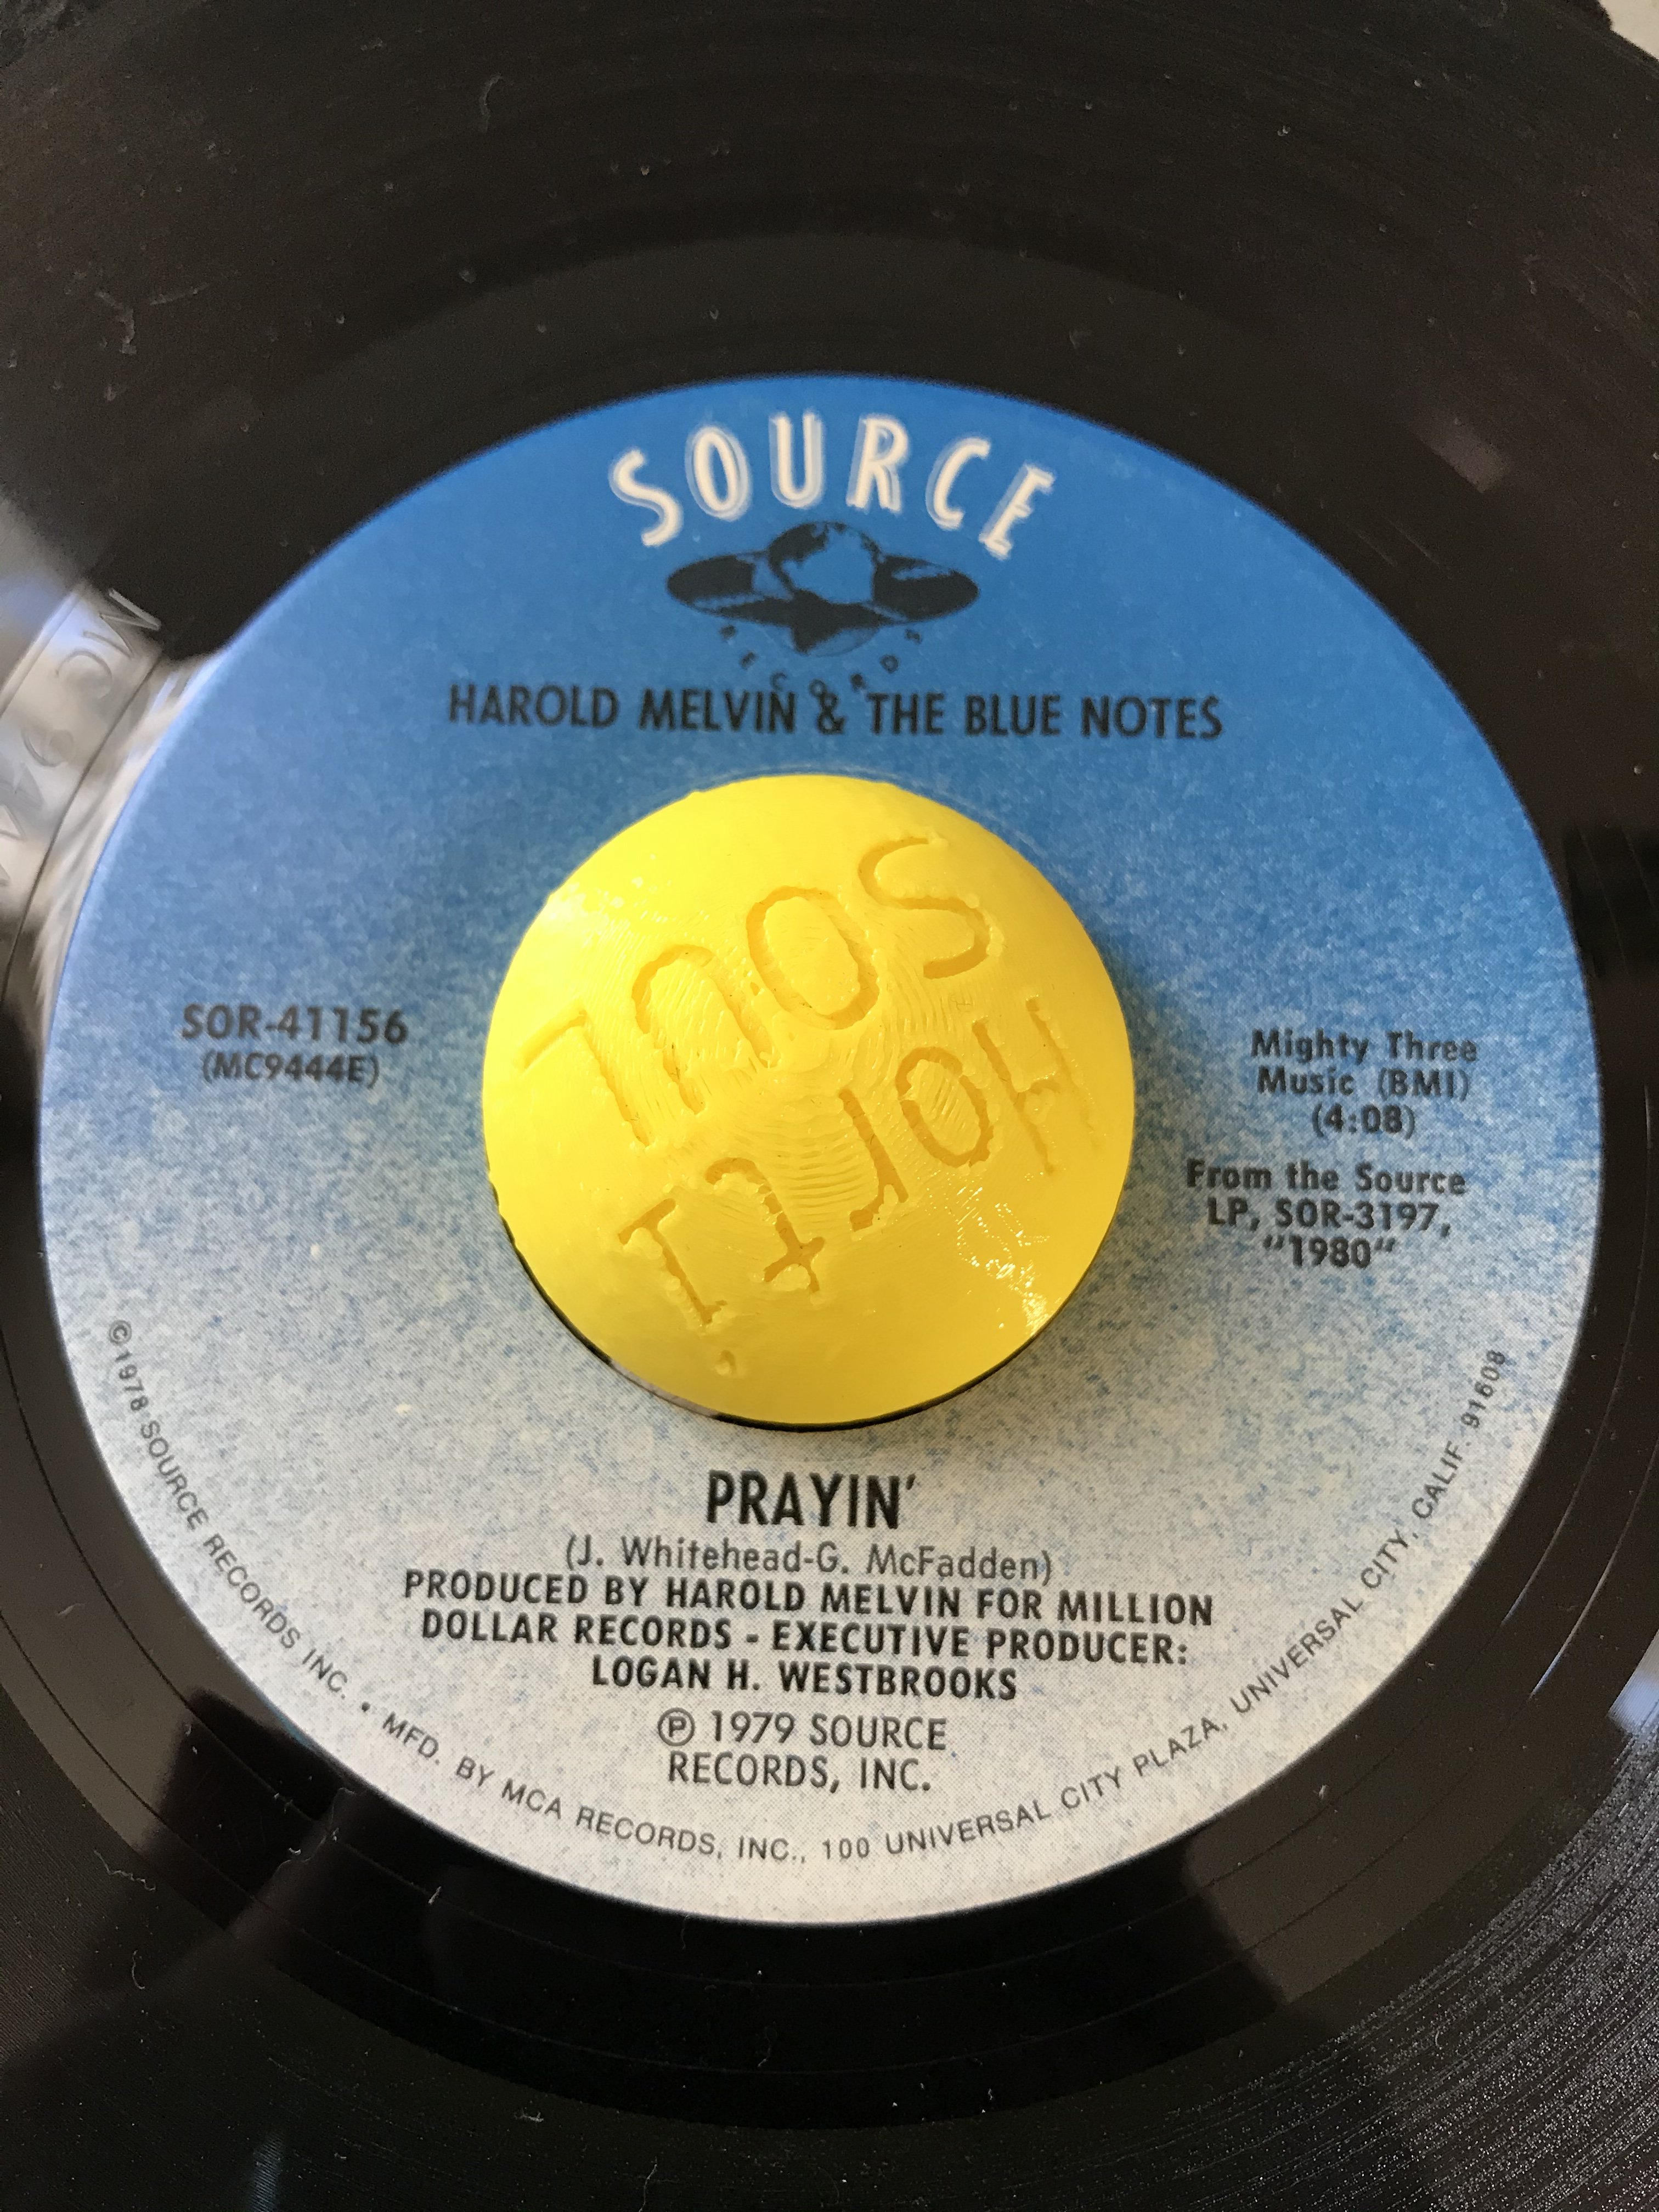 SOURCE
RECORDS
HAROLD MELVIN & THE BLUE NOTES
SOR-41156
(MC9444E)
Horti
SOUL
Mighty Three
Music (BMI)
(4:08)
From the Source
LP, SOR-3197,
"1980"
PRAYIN'
(J. Whitehead-G. McFadden)
PRODUCED BY HAROLD MELVIN FOR MILLION
DOLLAR RECORDS - EXECUTIVE PRODUCER:
LOGAN H. WESTBROOKS
Ⓟ 1979 SOURCE
RECORDS, INC.
©1978 SOURCE RECORDS INC. • MFD. BY MCA RECORDS, INC., 100 UNIVERSAL CITY PLAZA, UNIVERSAL CITY, CALIF. 91608